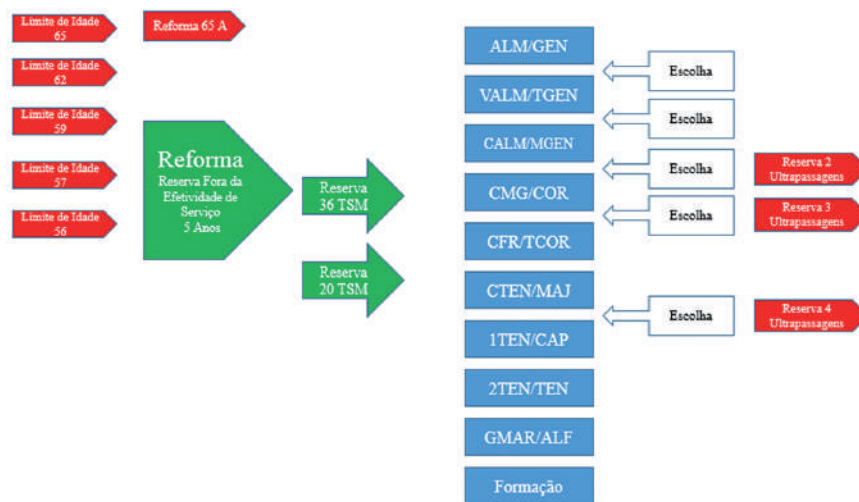 Limite de Idade
65
Reforma 65 A
Limite de Idade
62
Limite de Idade
59
Limite de Idade
57
Limite de Idade
56
Reforma
Reserva Fora da
Efetividade de
Serviço
5 Anos
Reserva
36 TSM
Reserva
20 TSM
ALM/GEN
VALM/TGEN
CALM/MGEN
CMG/COR
CFR/TCOR
CTEN/MAJ
1TEN/CAP
2TEN/TEN
GMAR/ALF
Formação
Escolha
Escolha
Escolha
Reserva 2
Ultrapassagens
Escolha
Reserva 3
Ultrapassagens
Escolha
Reserva 4
Ultrapassagens